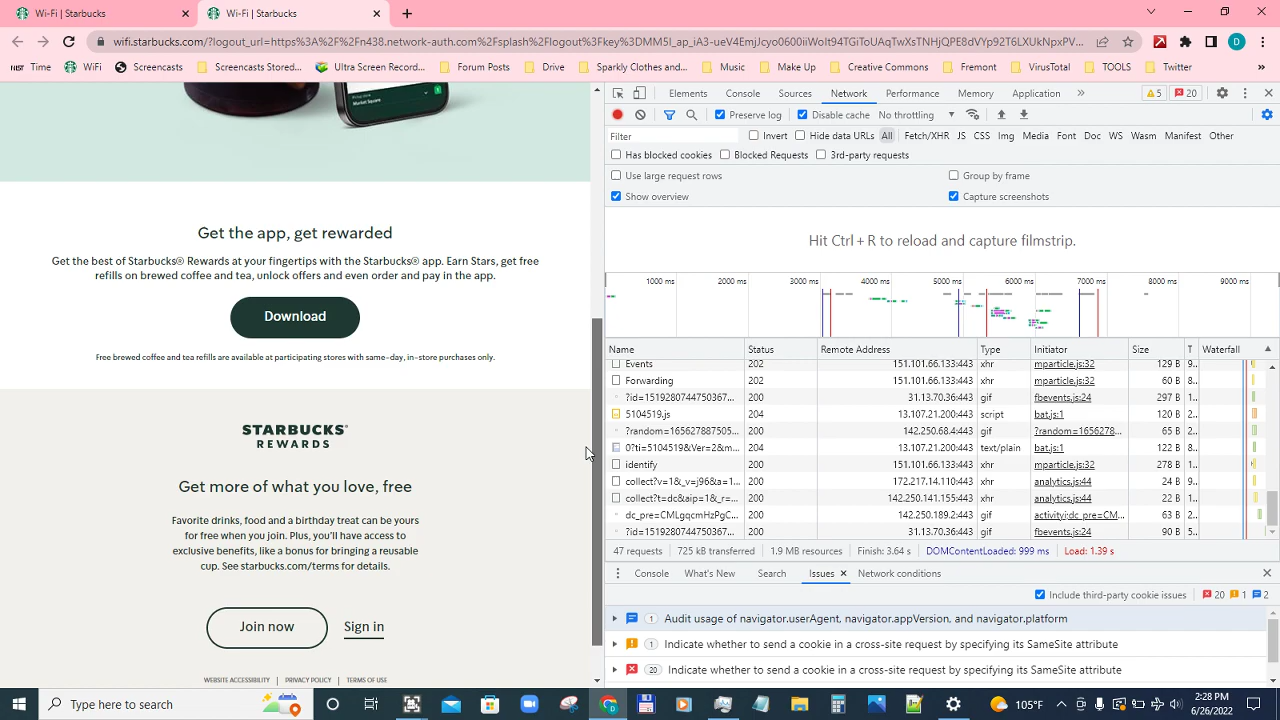 Wi-Fi | Starbucks
Wi-Fi | Starbucks
wifi.starbucks.com/?logout_url=https%3A%2F%2Fn438.network-auth.com%2Fsplash%2Flogout%3Fkey%3DMM5I_ap_iA3-ueV4EmjIcyo0600iiWoIt94TGiToUAqTwXsTNHjQPE8dVYp92T6LXUkNpxPV...
Time
WiFi
Screencasts
Screencasts Stored...
Ultra Screen Record...
Forum Posts
Drive
Sparkly Clothes and...
Music
Make Up
Creative Commons
Freemium
Vancouver
TOOLS
Twitter
Market Square
Get the app, get rewarded
Get the best of Starbucks® Rewards at your fingertips with the Starbucks® app. Earn Stars, get free
refills on brewed coffee and tea, unlock offers and even order and pay in the app.
Download
Free brewed coffee and tea refills are available at participating stores with same-day, in-store purchases only.
STARBUCKS®
REWARDS
Get more of what you love, free
Favorite drinks, food and a birthday treat can be yours
for free when you join. Plus, you'll have access to
exclusive benefits, like a bonus for bringing a reusable
cup. See starbucks.com/terms for details.
Join now
Sign in
WEBSITE ACCESSIBILITY | PRIVACY POLICY | TERMS OF USE
Elements Console Sources Network Performance Memory Application » 5 20
Preserve log Disable cache No throttling
Filter Invert Hide data URLs All Fetch/XHR JS CSS Img Media Font Doc WS Wasm Manifest Other
Has blocked cookies Blocked Requests 3rd-party requests
Use large request rows Group by frame
Show overview Capture screenshots
Hit Ctrl + R to reload and capture filmstrip.
1000 ms 2000 ms 3000 ms 4000 ms 5000 ms 6000 ms 7000 ms 8000 ms 9000 ms
Name Status Remote Address Type Initiator Size T Waterfall
Events 202 151.101.66.133:443 xhr mparticle.js:32 129 B 9...
Forwarding 202 151.101.66.133:443 xhr mparticle.js:32 60 B 9...
?id=1519280744750367... 200 31.13.70.36:443 gif fbevents.js:24 297 B 1...
5104519.js 204 13.107.21.200:443 script bat.js:1 120 B 2...
?random=165627887505... 200 142.250.68.4:443 gif ?random=1656278... 65 B 2...
0?ti=5104519&Ver=2&m... 204 13.107.21.200:443 text/plain bat.js:1 122 B 5...
identify 200 151.101.66.133:443 xhr mparticle.js:32 278 B 1...
collect?v=1&_v=j96&a=1... 200 172.217.14.110:443 xhr analytics.js:44 24 B 9...
collect?t=dc&aip=1&_r=... 200 142.250.141.155:443 xhr analytics.js:44 22 B 1...
dc_pre=CMLgqcmHzPgC... 200 142.250.189.2:443 gif activityi;dc_pre=CM... 63 B 2...
?id=1519280744750367... 200 31.13.70.36:443 gif fbevents.js:24 90 B 2...
47 requests 725 kB transferred 1.9 MB resources Finish: 3.64 s DOMContentLoaded: 999 ms Load: 1.39 s
Console What's New Search Issues Network conditions
Include third-party cookie issues 20 1 2
1 Audit usage of navigator.userAgent, navigator.appVersion, and navigator.platform
1 Indicate whether to send a cookie in a cross-site request by specifying its SameSite attribute
20 Indicate whether to send a cookie in a cross-site request by specifying its SameSite attribute
Type here to search
105°F
2:28 PM
6/26/2022